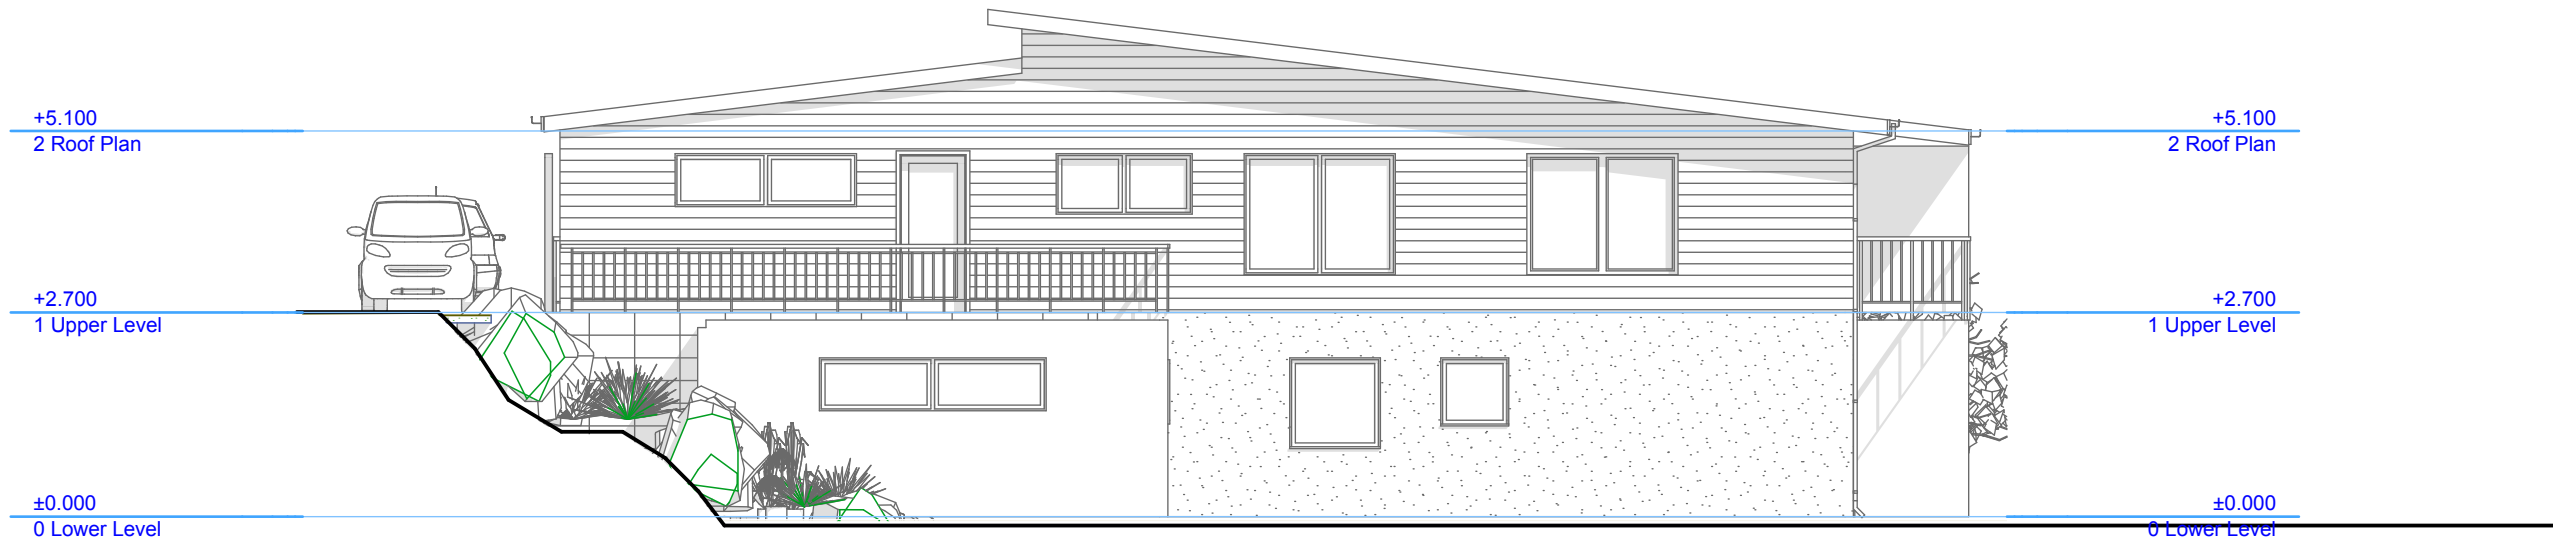 +5.100
2 Roof Plan
+5.100
2 Roof Plan
+2.700
1 Upper Level
+2.700
1 Upper Level
±0.000
0 Lower Level
±0.000
0 Lower Level